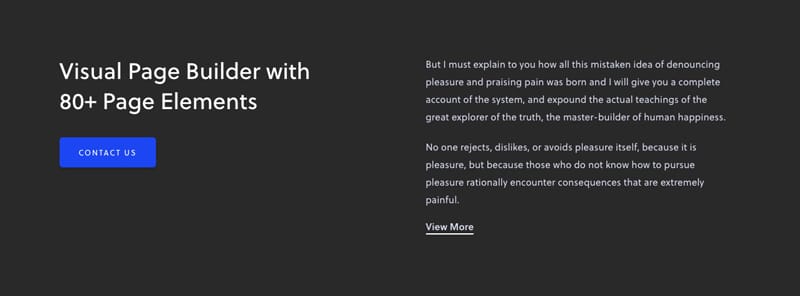 Visual Page Builder with
80+ Page Elements
CONTACT US
But I must explain to you how all this mistaken idea of denouncing
pleasure and praising pain was born and I will give you a complete
account of the system, and expound the actual teachings of the
great explorer of the truth, the master-builder of human happiness.
No one rejects, dislikes, or avoids pleasure itself, because it is
pleasure, but because those who do not know how to pursue
pleasure rationally encounter consequences that are extremely
painful.
View More